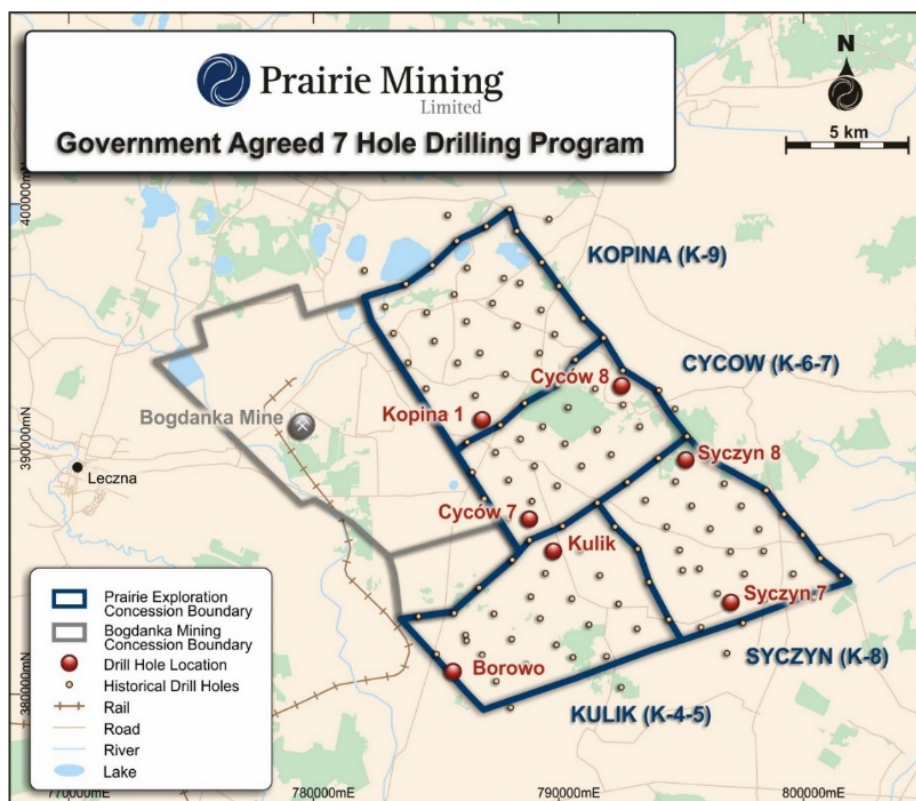 Prairie Mining
Limited
Government Agreed 7 Hole Drilling Program
N
5 km
400000mN
KOPINA (K-9)
CYCOW (K-6-7)
Cyców 8
Kopina 1
Bogdanka Mine
390000mN
Leczna
Syczyn 8
Cyców 7
Kulik
Syczyn 7
SYCZYN (K-8)
Borowo
KULIK (K-4-5)
380000mN
Prairie Exploration
Concession Boundary
Bogdanka Mining
Concession Boundary
Drill Hole Location
Historical Drill Holes
Rail
Road
River
Lake
770000mE
780000mE
790000mE
800000mE